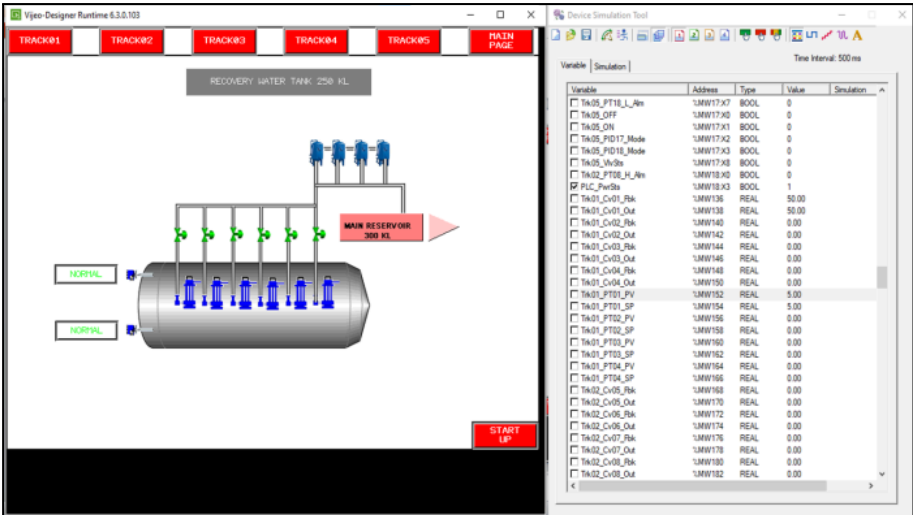 Vijeo-Designer Runtime 6.3.0.103
TRACK01 TRACK02 TRACK03 TRACK04 TRACK05 MAIN
PAGE
RECOVERY WATER TANK 250 KL
MAIN RESERVOIR
300 KL
NORMAL
NORMAL
START
UP
Device Simulation Tool
Time Interval: 500 ms
Variable Simulation
Variable Address Type Value Simulation
Trk05_PT18_L_Alm %MW17:X7 BOOL 0
Trk05_OFF %MW17:X0 BOOL 0
Trk05_ON %MW17:X1 BOOL 0
Trk05_PID17_Mode %MW17:X2 BOOL 0
Trk05_PID18_Mode %MW17:X3 BOOL 0
Trk05_VlvSts %MW17:X8 BOOL 0
Trk02_PT08_H_Alm %MW18:X0 BOOL 0
PLC_PwrSts %MW18:X3 BOOL 1
Trk01_Cv01_Fbk %MW136 REAL 50.00
Trk01_Cv01_Out %MW138 REAL 50.00
Trk01_Cv02_Fbk %MW140 REAL 0.00
Trk01_Cv02_Out %MW142 REAL 0.00
Trk01_Cv03_Fbk %MW144 REAL 0.00
Trk01_Cv03_Out %MW146 REAL 0.00
Trk01_Cv04_Fbk %MW148 REAL 0.00
Trk01_Cv04_Out %MW150 REAL 0.00
Trk01_PT01_PV %MW152 REAL 5.00
Trk01_PT01_SP %MW154 REAL 5.00
Trk01_PT02_PV %MW156 REAL 0.00
Trk01_PT02_SP %MW158 REAL 0.00
Trk01_PT03_PV %MW160 REAL 0.00
Trk01_PT03_SP %MW162 REAL 0.00
Trk01_PT04_PV %MW164 REAL 0.00
Trk01_PT04_SP %MW166 REAL 0.00
Trk02_Cv05_Fbk %MW168 REAL 0.00
Trk02_Cv05_Out %MW170 REAL 0.00
Trk02_Cv06_Fbk %MW172 REAL 0.00
Trk02_Cv06_Out %MW174 REAL 0.00
Trk02_Cv07_Fbk %MW176 REAL 0.00
Trk02_Cv07_Out %MW178 REAL 0.00
Trk02_Cv08_Fbk %MW180 REAL 0.00
Trk02_Cv08_Out %MW182 REAL 0.00